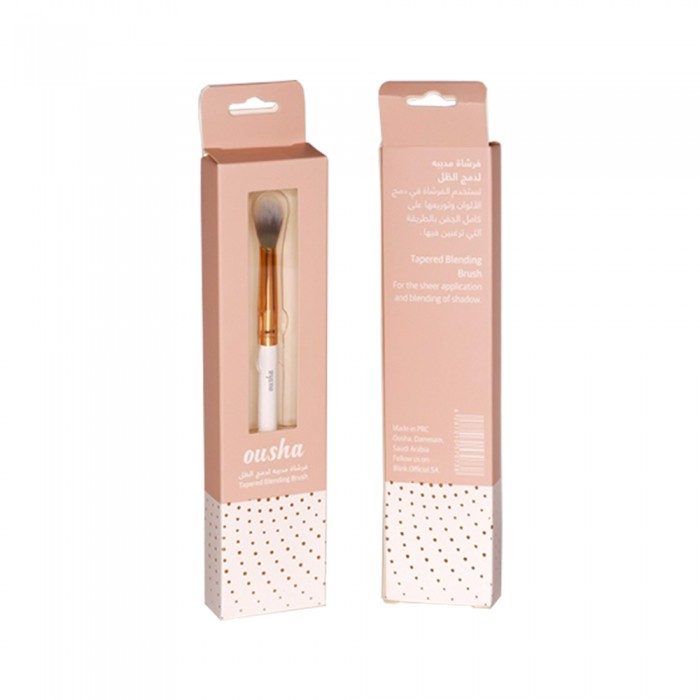 ousha
فرشاة مدببه لدمج الظل
Tapered Blending Brush
ousha
فرشاة مدببه
لدمج الظل
تستخدم الفرشاة في دمج
الألوان وتوزيعها على
كامل الجفن بالطريقة
التي ترغبين فيها
Tapered Blending
Brush
For the sheer application
and blending of shadow.
Made in PRC
Ousha, Dammam,
Saudi Arabia
Follow us on:
Blink Official SA.